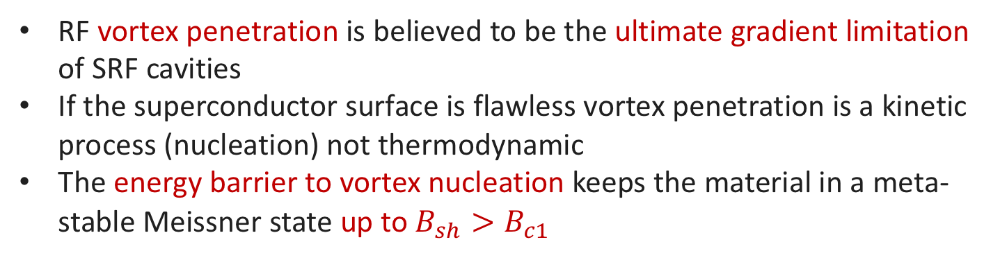 • RF vortex penetration is believed to be the ultimate gradient limitation
of SRF cavities
• If the superconductor surface is flawless vortex penetration is a kinetic
process (nucleation) not thermodynamic
• The energy barrier to vortex nucleation keeps the material in a meta-
stable Meissner state up to $B_{sh} > B_{c1}$